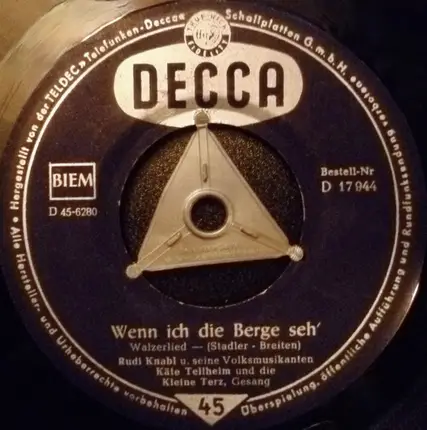 Alle Hersteller- und Urheberrechte vorbehalten • Hergestellt von der TELDEC »Telefunken-Decca« Schallplatten G.m.b.H.
Überspielung, öffentliche Aufführung und Rundfunksendung verboten
DECCA
BIEM
D 45-6280
Bestell-Nr
D 17 944
Wenn ich die Berge seh'
Walzerlied — (Stadler - Breiten)
Rudi Knabl u. seine Volksmusikanten
Käte Tellheim und die
Kleine Terz, Gesang
45